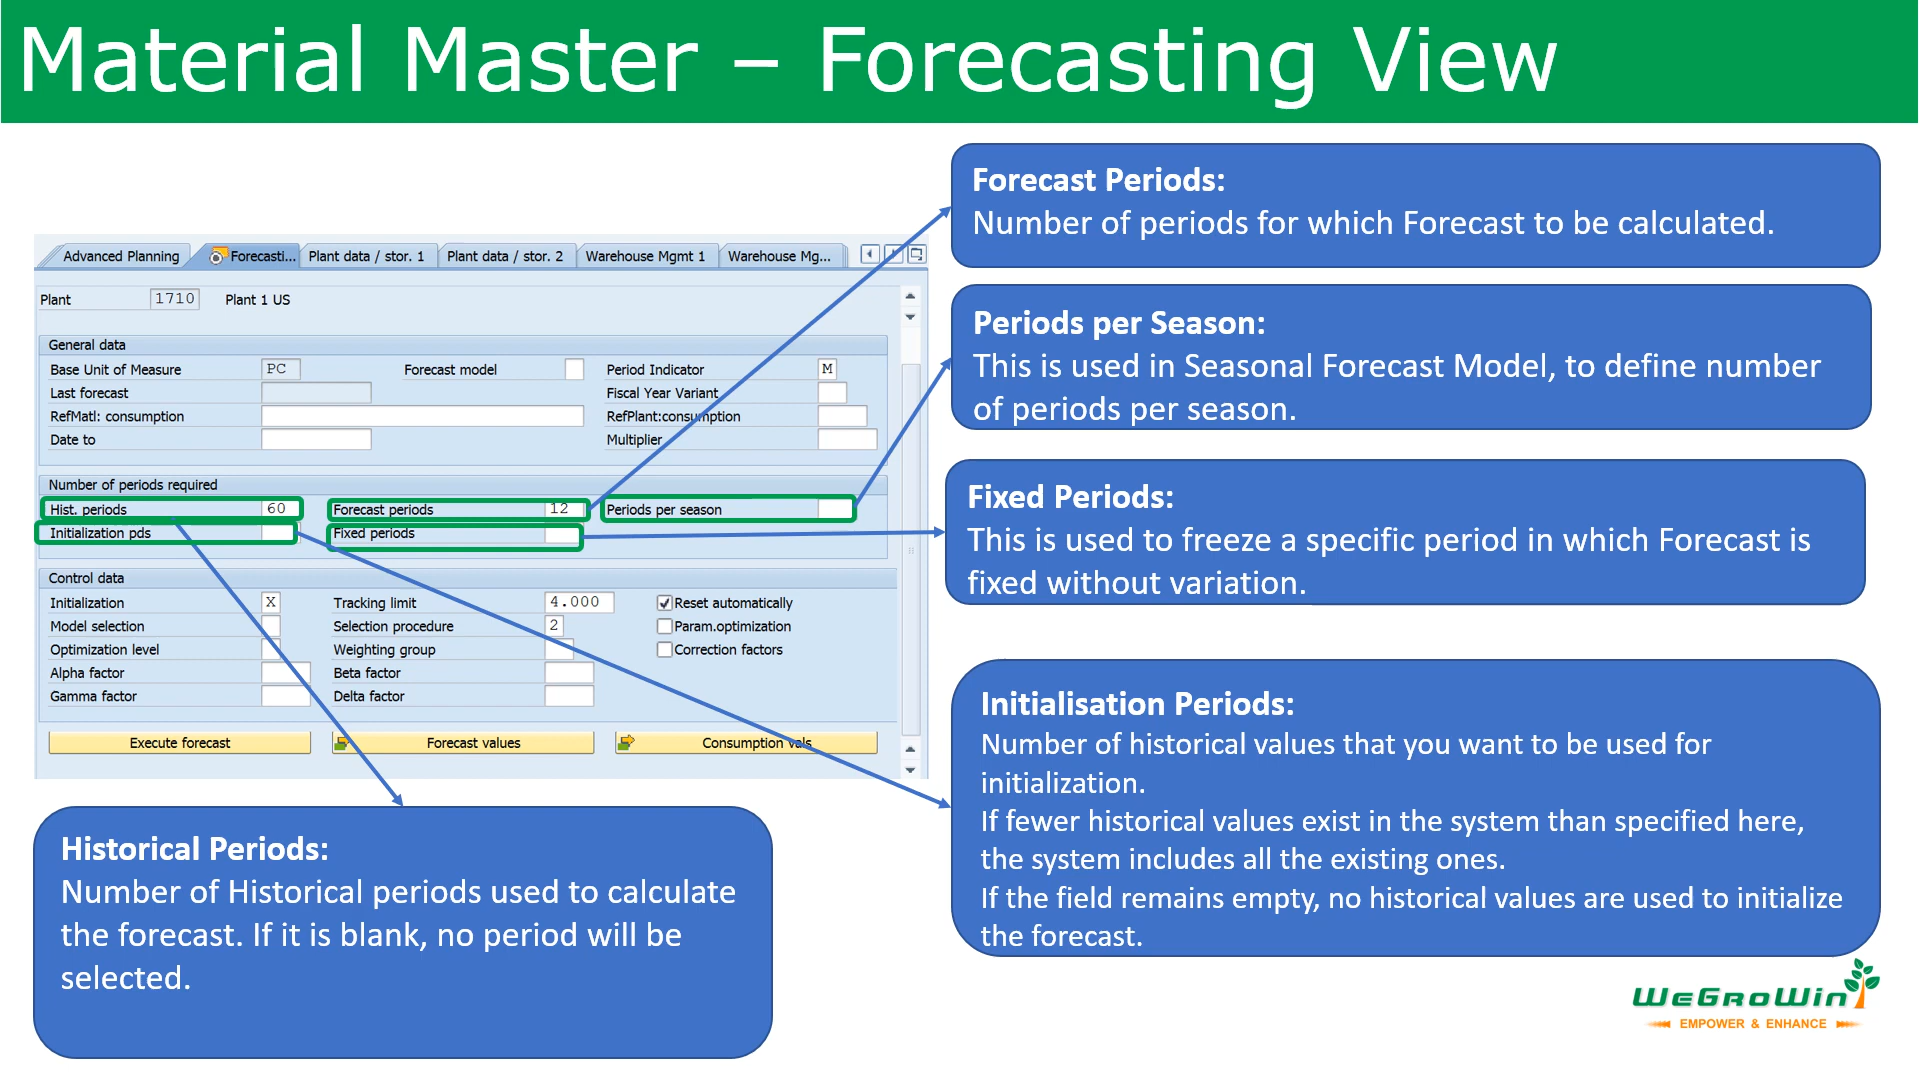 Material Master – Forecasting View
Forecast Periods:
Number of periods for which Forecast to be calculated.
Periods per Season:
This is used in Seasonal Forecast Model, to define number
of periods per season.
Fixed Periods:
This is used to freeze a specific period in which Forecast is
fixed without variation.
Initialisation Periods:
Number of historical values that you want to be used for
initialization.
If fewer historical values exist in the system than specified here,
the system includes all the existing ones.
If the field remains empty, no historical values are used to initialize
the forecast.
Historical Periods:
Number of Historical periods used to calculate
the forecast. If it is blank, no period will be
selected.
Advanced Planning Forecasti... Plant data / stor. 1 Plant data / stor. 2 Warehouse Mgmt 1 Warehouse Mg...
Plant 1710 Plant 1 US
General data
Base Unit of Measure PC Forecast model Period Indicator M
Last forecast Fiscal Year Variant
RefMatl: consumption RefPlant:consumption
Date to Multiplier
Number of periods required
Hist. periods 60 Forecast periods 12 Periods per season
Initialization pds Fixed periods
Control data
Initialization X Tracking limit 4.000 Reset automatically
Model selection Selection procedure 2 Param.optimization
Optimization level Weighting group Correction factors
Alpha factor Beta factor
Gamma factor Delta factor
Execute forecast Forecast values Consumption vals
WeGroWin
EMPOWER & ENHANCE